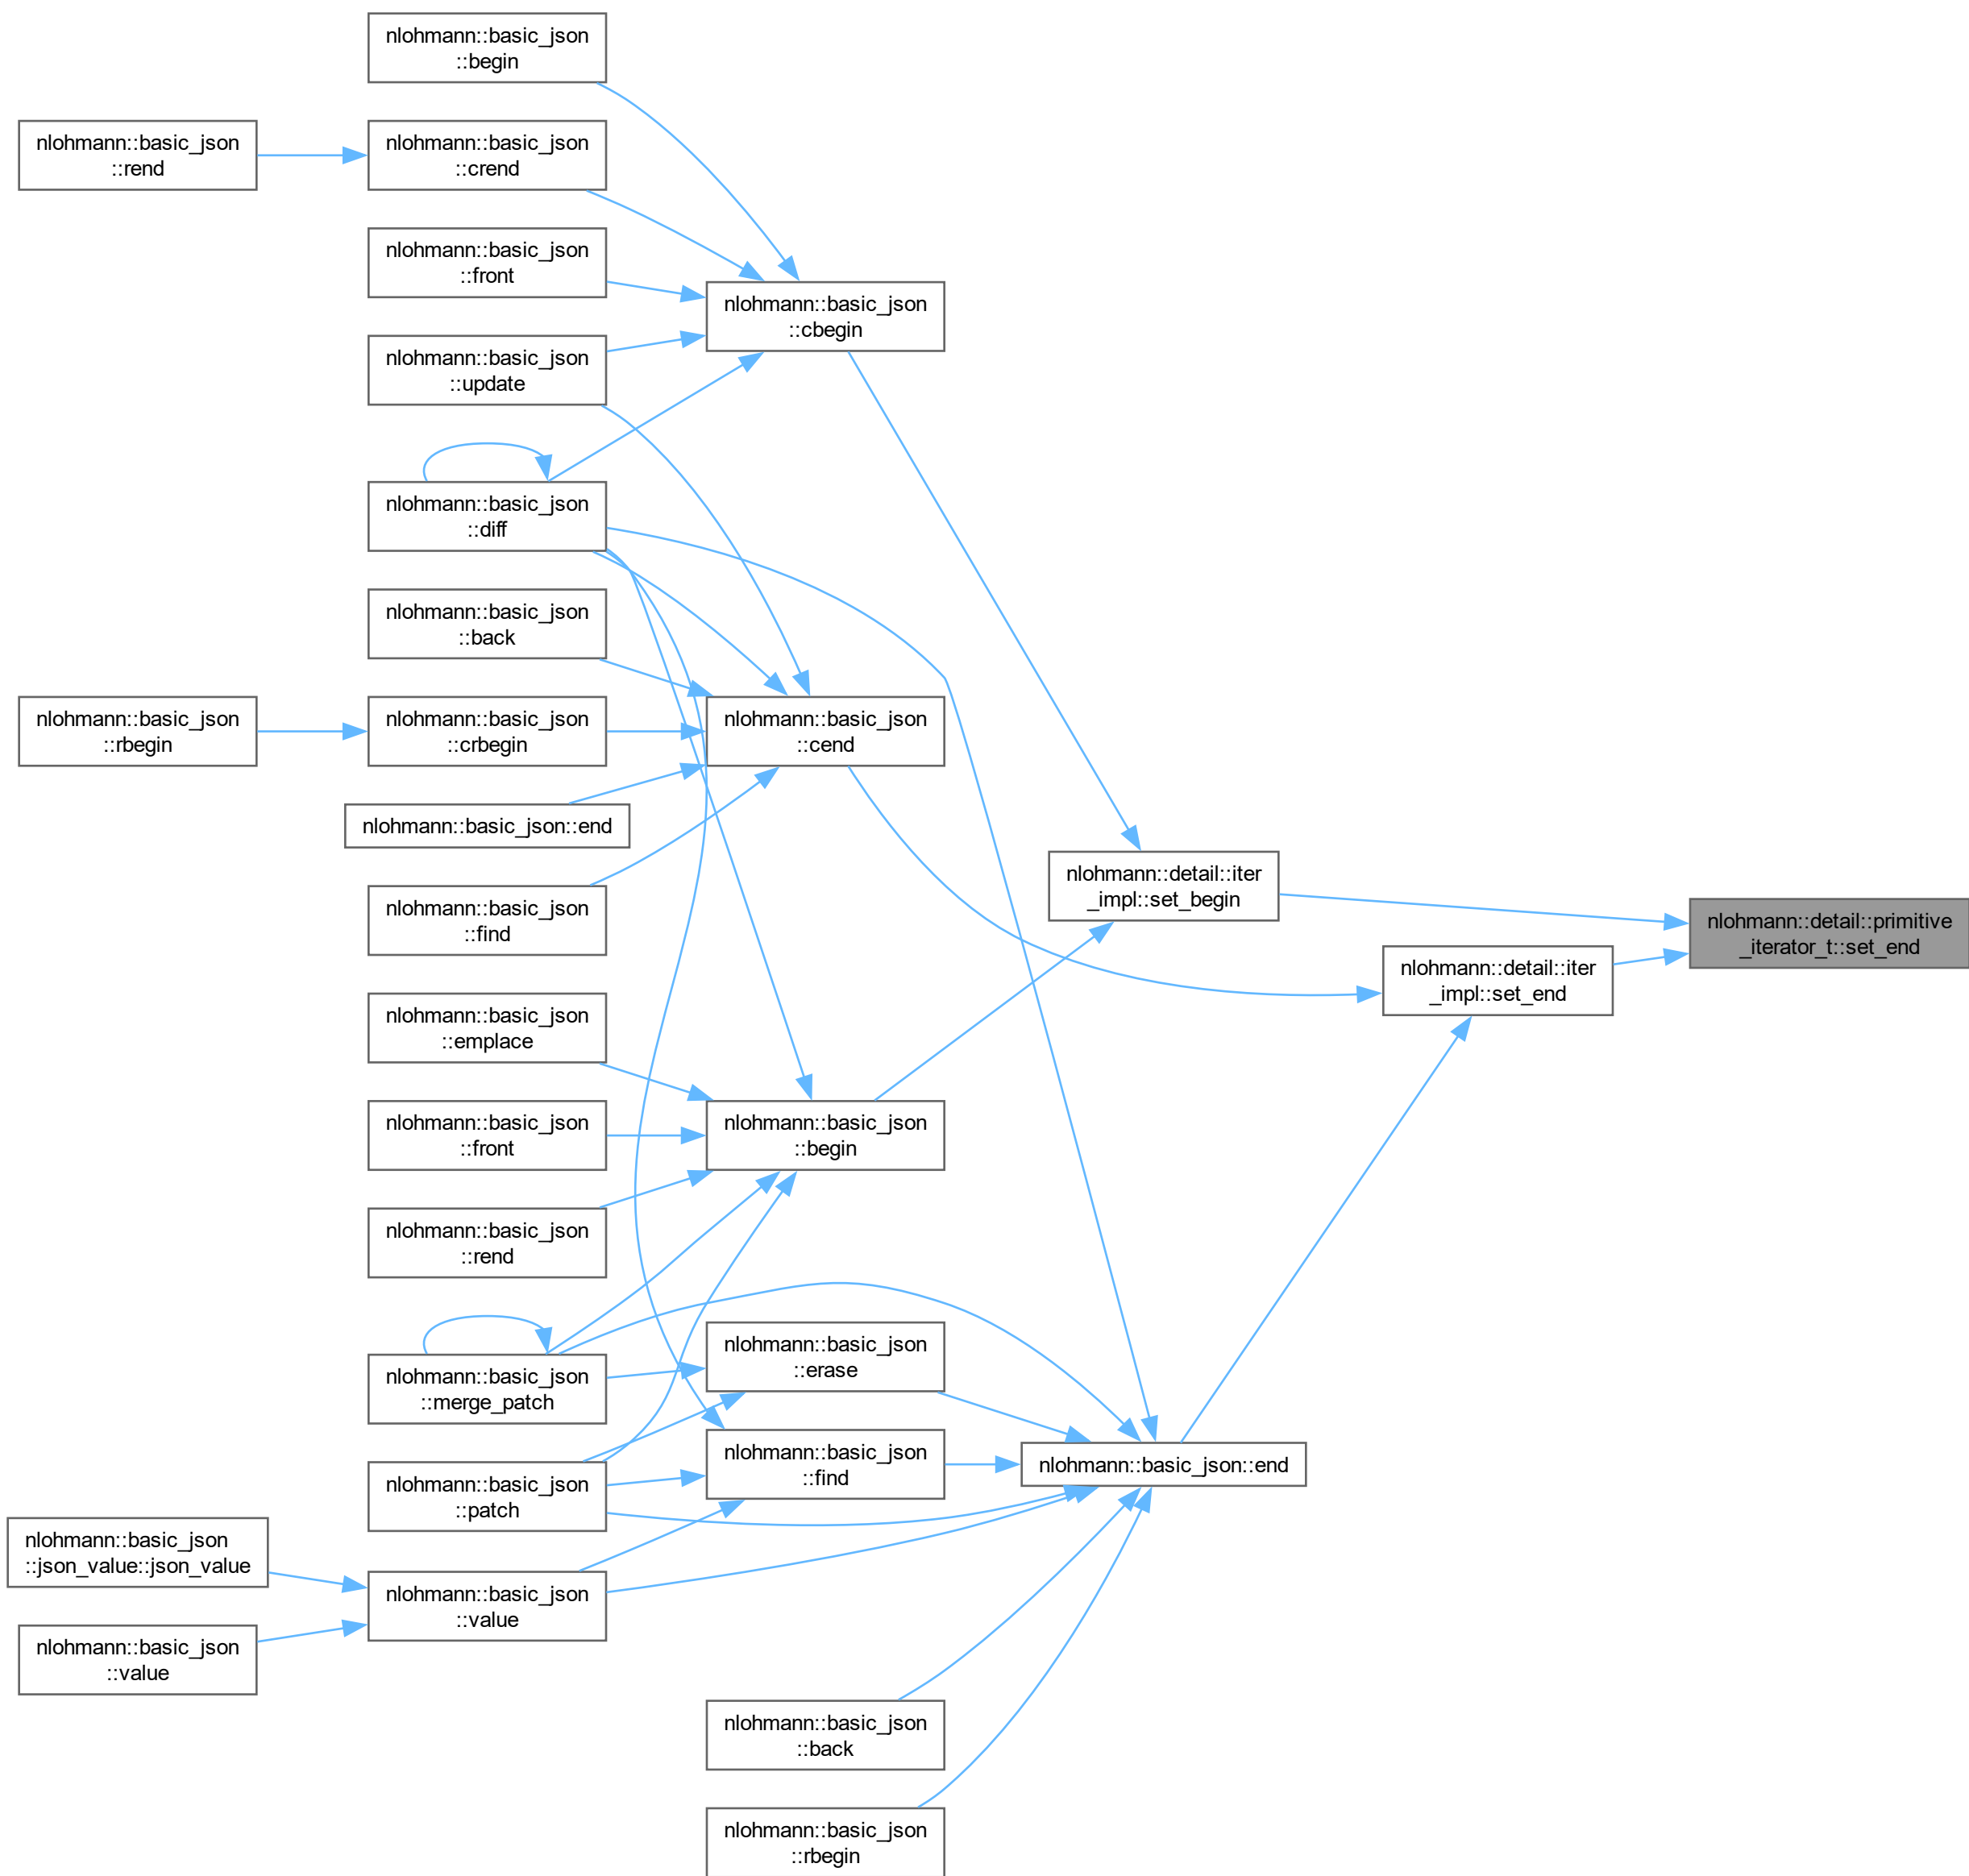 nlohmann::basic_json
::begin
nlohmann::basic_json
::rend
nlohmann::basic_json
::crend
nlohmann::basic_json
::front
nlohmann::basic_json
::cbegin
nlohmann::basic_json
::update
nlohmann::basic_json
::diff
nlohmann::basic_json
::back
nlohmann::basic_json
::rbegin
nlohmann::basic_json
::crbegin
nlohmann::basic_json
::cend
nlohmann::basic_json::end
nlohmann::basic_json
::find
nlohmann::detail::iter
_impl::set_begin
nlohmann::detail::primitive
_iterator_t::set_end
nlohmann::detail::iter
_impl::set_end
nlohmann::basic_json
::emplace
nlohmann::basic_json
::front
nlohmann::basic_json
::begin
nlohmann::basic_json
::rend
nlohmann::basic_json
::erase
nlohmann::basic_json
::merge_patch
nlohmann::basic_json
::find
nlohmann::basic_json::end
nlohmann::basic_json
::patch
nlohmann::basic_json
::json_value::json_value
nlohmann::basic_json
::value
nlohmann::basic_json
::value
nlohmann::basic_json
::back
nlohmann::basic_json
::rbegin